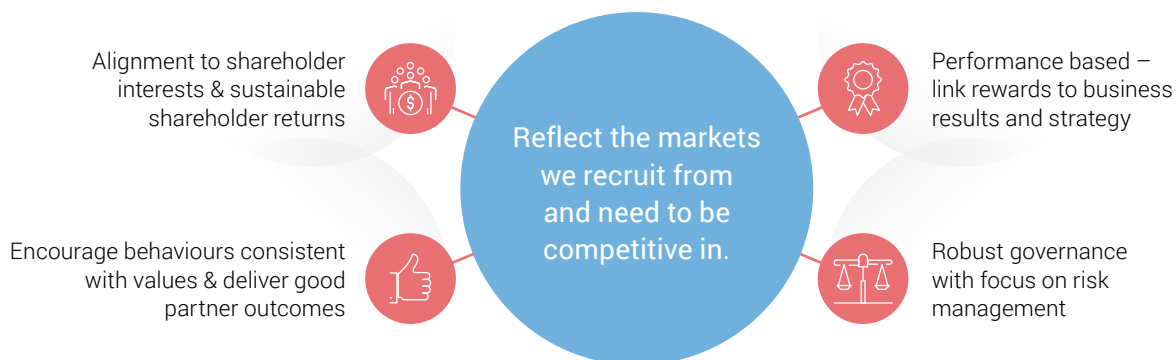 Alignment to shareholder
interests & sustainable
shareholder returns
Encourage behaviours consistent
with values & deliver good
partner outcomes
Reflect the markets
we recruit from
and need to be
competitive in.
Performance based –
link rewards to business
results and strategy
Robust governance
with focus on risk
management
$